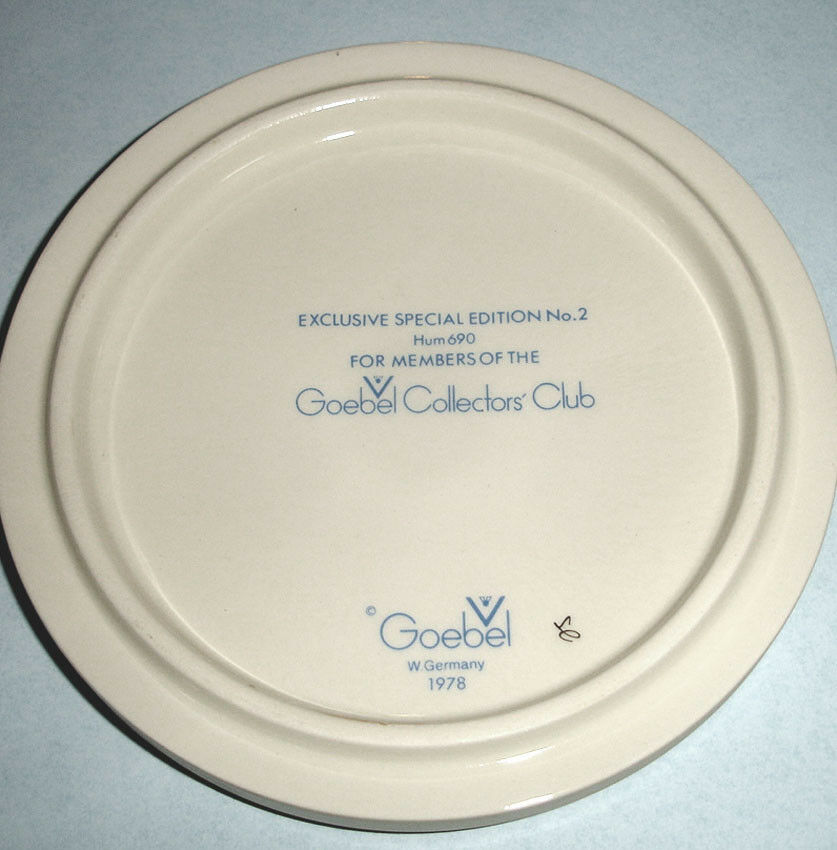 EXCLUSIVE SPECIAL EDITION No.2
Hum 690
FOR MEMBERS OF THE
Goebel Collectors' Club
© Goebel
W. Germany
1978